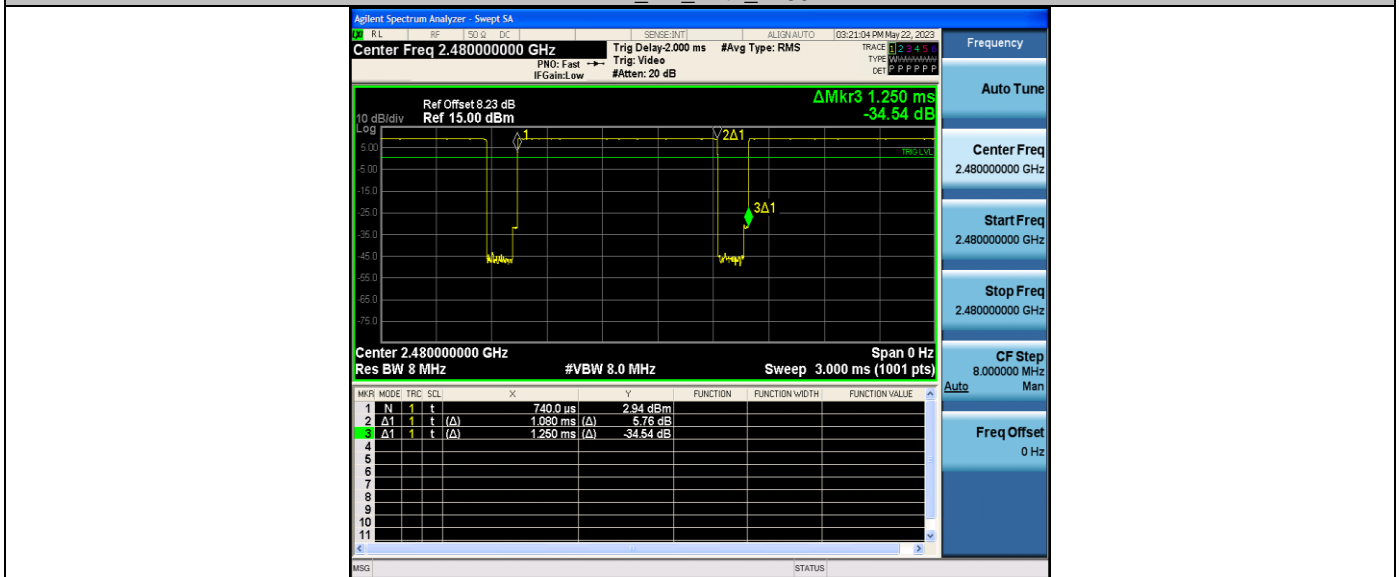 Agilent Spectrum Analyzer - Swept SA
RL RF 50 Ω DC SENSE:INT ALIGNAUTO 03:21:04 PM May 22, 2023
Center Freq 2.480000000 GHz
PNO: Fast
IFGain:Low
Trig Delay-2.000 ms #Avg Type: RMS
Trig: Video
#Atten: 20 dB
TRACE 1 2 3 4 5 6
TYPE WWWWWW
DET P P P P P P
Frequency
Auto Tune
Center Freq
2.480000000 GHz
Start Freq
2.480000000 GHz
Stop Freq
2.480000000 GHz
CF Step
8.000000 MHz
Auto Man
Freq Offset
0 Hz
ΔMkr3 1.250 ms
-34.54 dB
Ref Offset 8.23 dB
10 dB/div Ref 15.00 dBm
Log
1
2Δ1
3Δ1
TRIG LVL
5.00
-5.00
-15.0
-25.0
-35.0
-45.0
-55.0
-65.0
-75.0
Center 2.480000000 GHz Span 0 Hz
Res BW 8 MHz #VBW 8.0 MHz Sweep 3.000 ms (1001 pts)
MKR MODE TRC SCL X Y FUNCTION FUNCTION WIDTH FUNCTION VALUE
1 N 1 t 740.0 µs 2.94 dBm
2 Δ1 1 t (Δ) 1.080 ms (Δ) 5.76 dB
3 Δ1 1 t (Δ) 1.250 ms (Δ) -34.54 dB
4
5
6
7
8
9
10
11
MSG STATUS